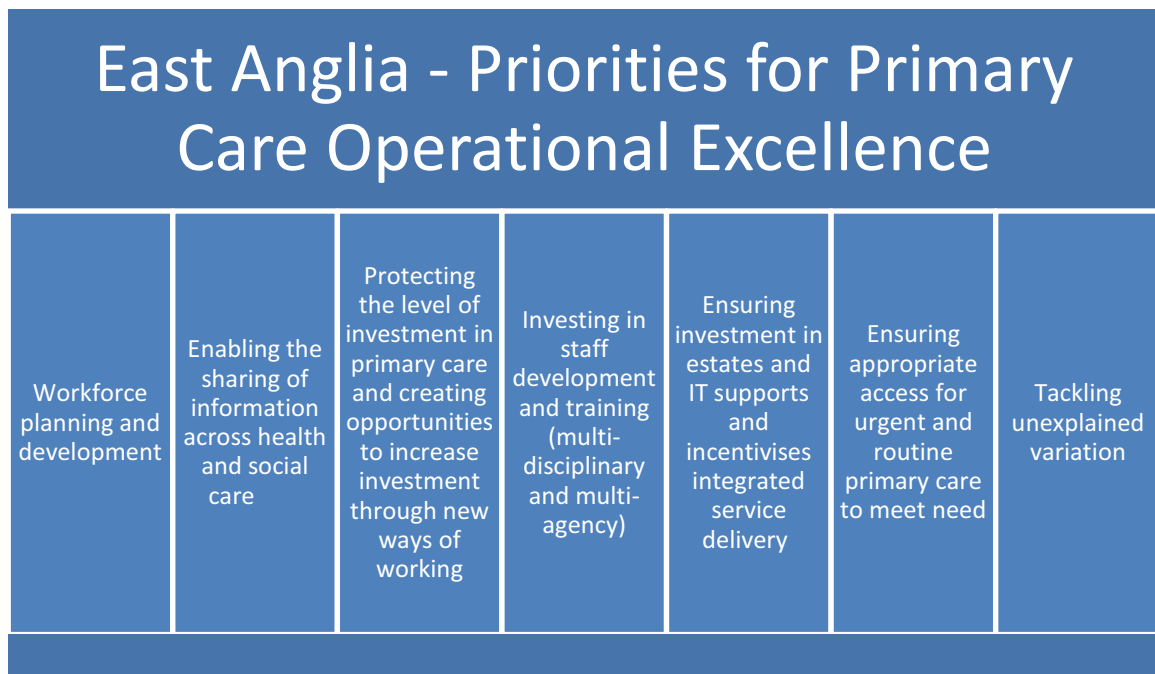 East Anglia - Priorities for Primary
Care Operational Excellence
Workforce
planning and
development
Enabling the
sharing of
information
across health
and social
care
Protecting
the level of
investment in
primary care
and creating
opportunities
to increase
investment
through new
ways of
working
Investing in
staff
development
and training
(multi-
disciplinary
and multi-
agency)
Ensuring
investment in
estates and
IT supports
and
incentivises
integrated
service
delivery
Ensuring
appropriate
access for
urgent and
routine
primary care
to meet need
Tackling
unexplained
variation